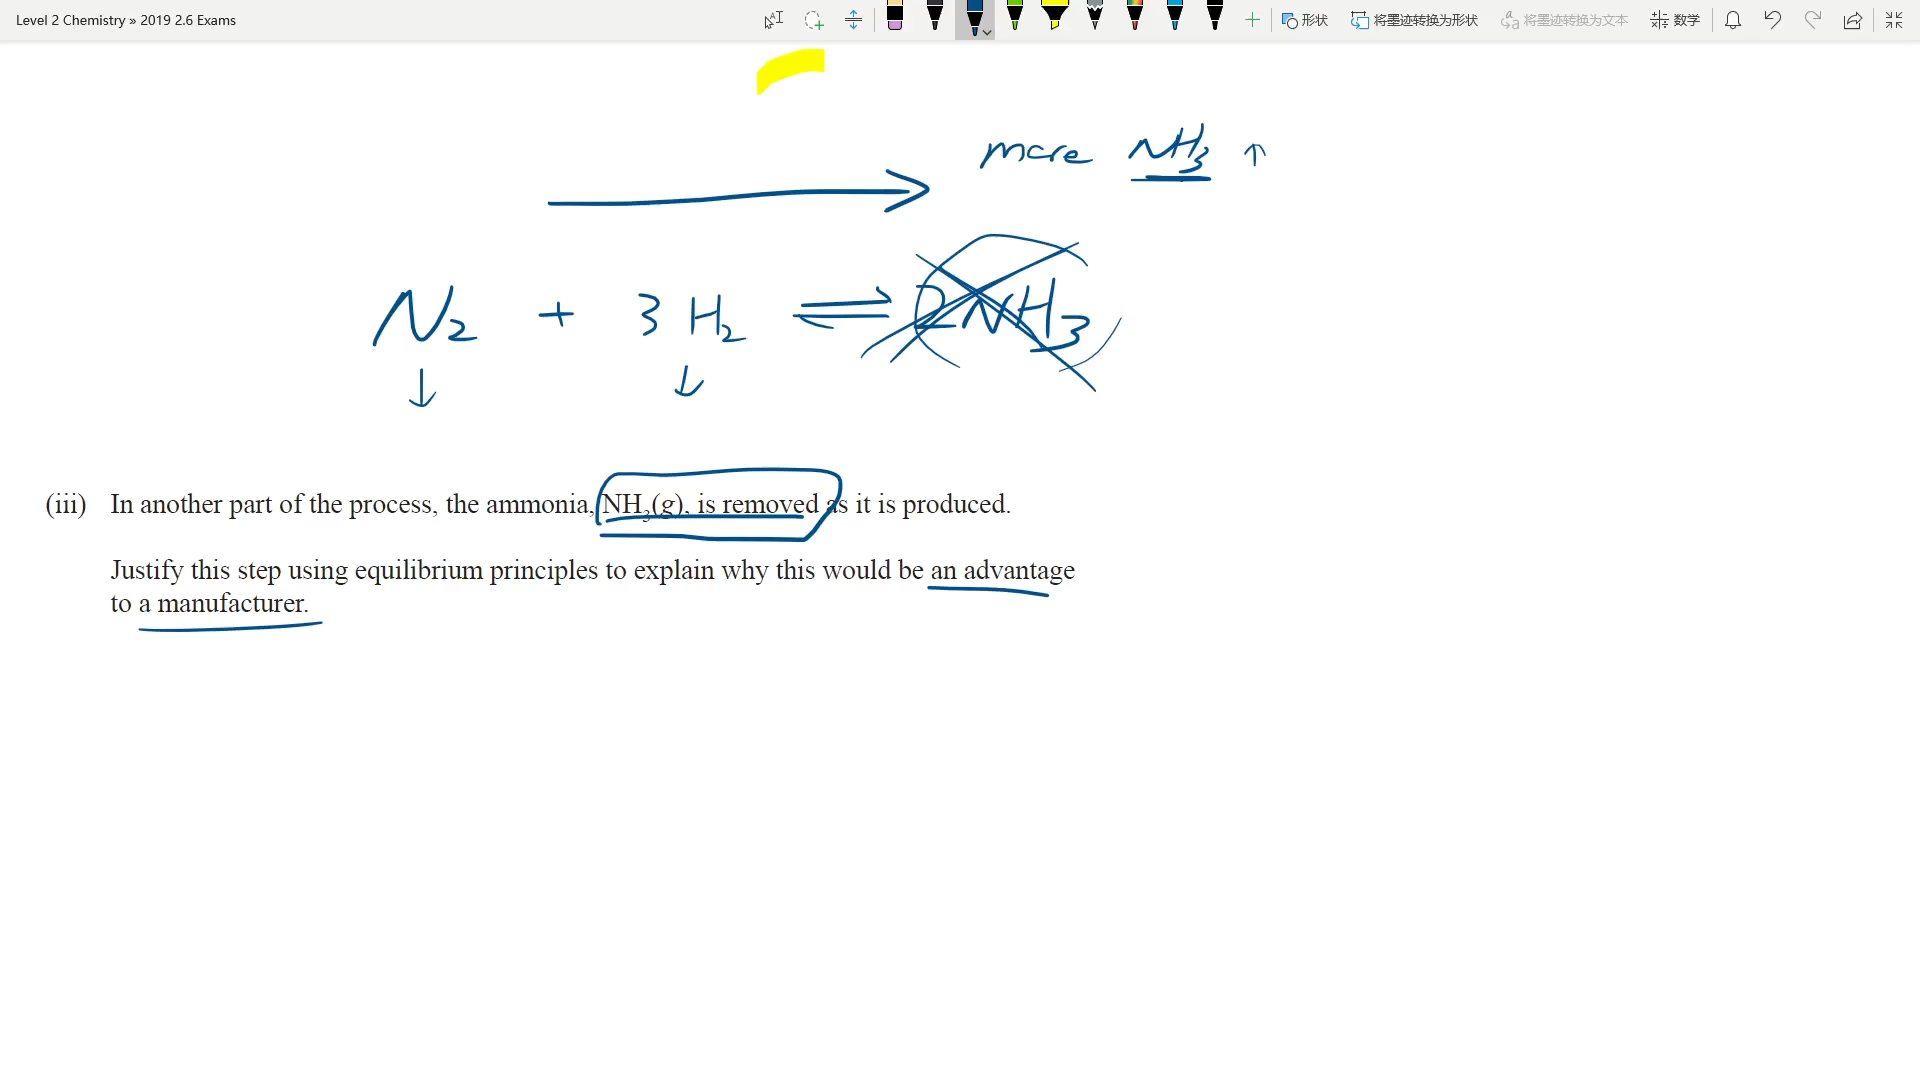 Level 2 Chemistry » 2019 2.6 Exams
形状 将墨迹转换为形状 将墨迹转换为文本 数学
more NH₃ ↑
N₂ + 3H₂ ⇌ 2NH₃
↓ ↓
(iii) In another part of the process, the ammonia, NH₃(g), is removed as it is produced.
Justify this step using equilibrium principles to explain why this would be an advantage
to a manufacturer.